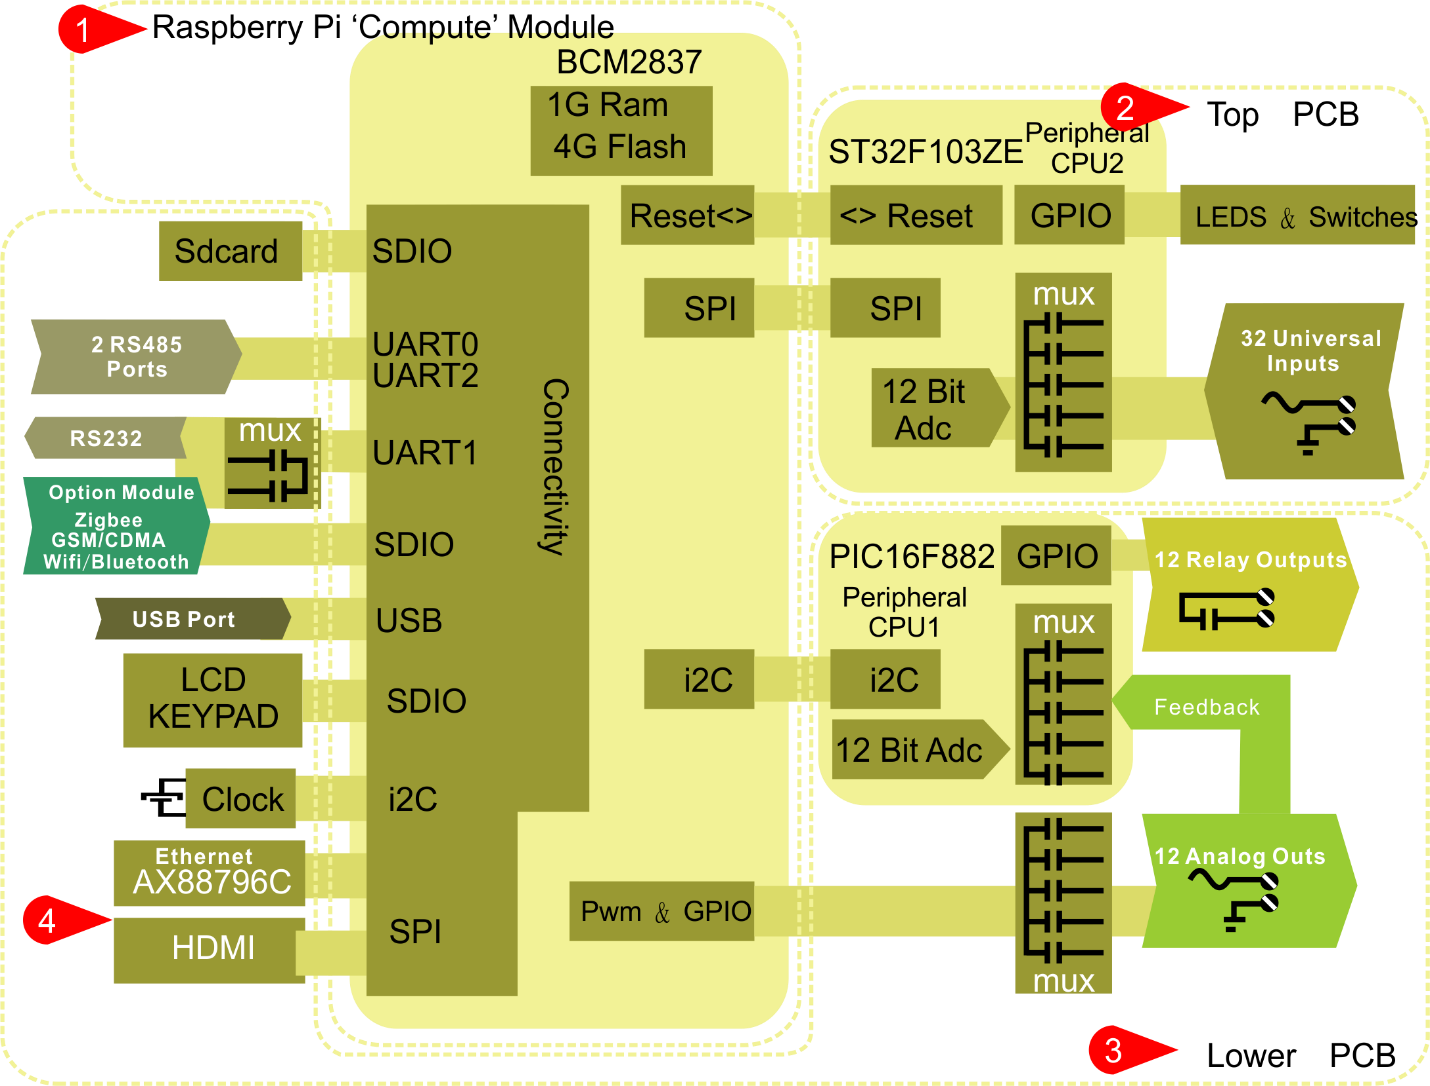 1
Raspberry Pi ‘Compute’ Module
BCM2837
1G Ram
4G Flash
Reset<>
SPI
i2C
Pwm & GPIO
Connectivity
SDIO
UART0
UART2
UART1
SDIO
USB
SDIO
i2C
SPI
Sdcard
2 RS485
Ports
RS232
mux
Option Module
Zigbee
GSM/CDMA
Wifi/Bluetooth
USB Port
LCD
KEYPAD
Clock
Ethernet
AX88796C
4
HDMI
2
Top PCB
ST32F103ZE
Peripheral
CPU2
<> Reset
GPIO
LEDS & Switches
SPI
mux
12 Bit
Adc
32 Universal
Inputs
PIC16F882
Peripheral
CPU1
GPIO
12 Relay Outputs
mux
i2C
12 Bit Adc
Feedback
12 Analog Outs
mux
3
Lower PCB